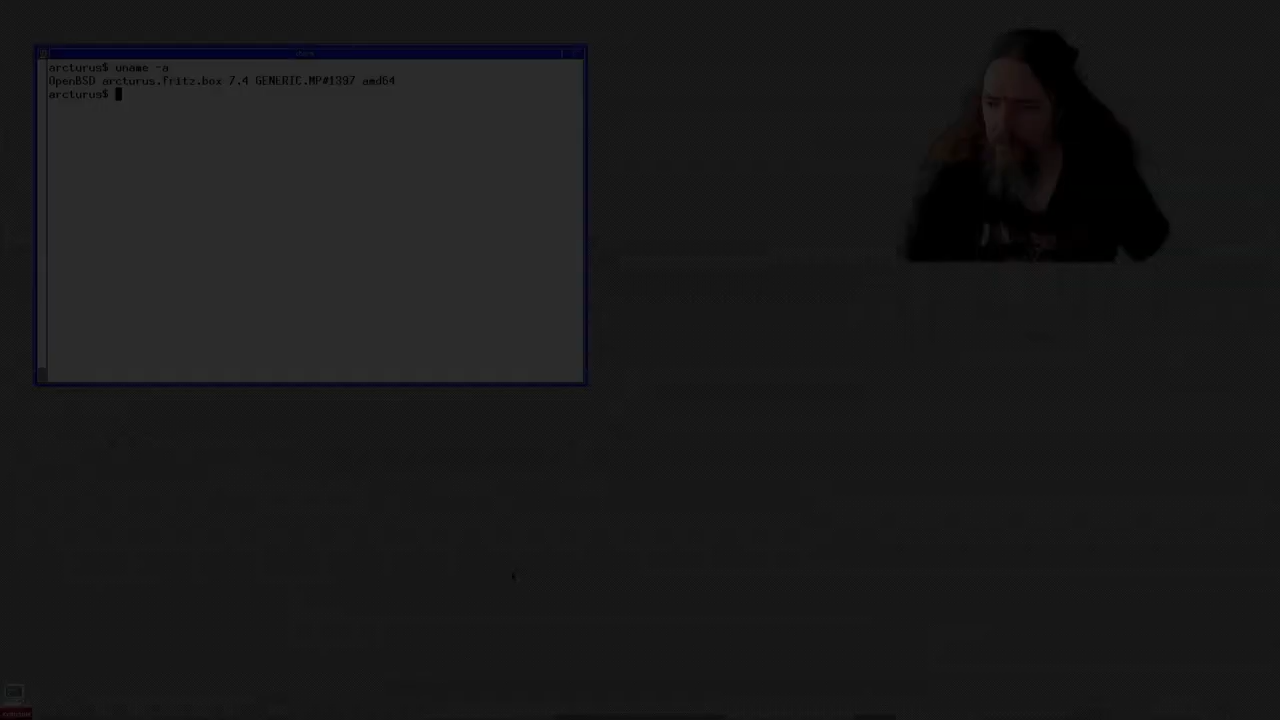 arcturus$ uname -a
OpenBSD arcturus.fritz.box 7.4 GENERIC.MP#1397 amd64
arcturus$